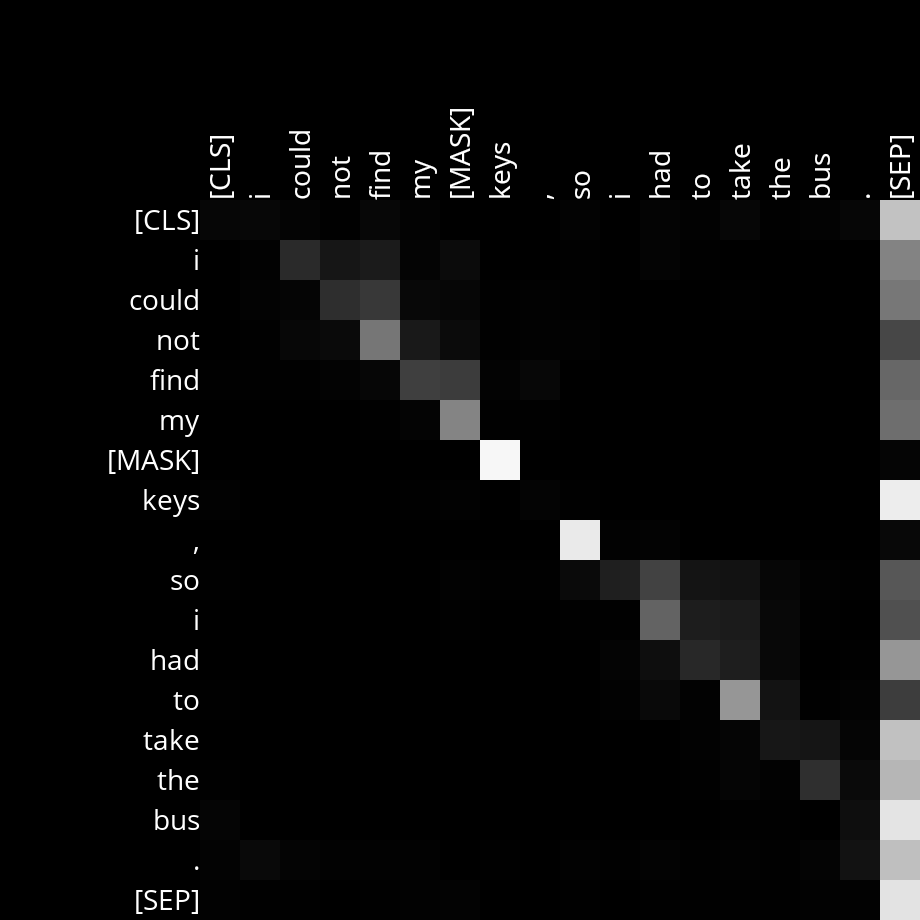 [CLS] i could not find my [MASK] keys , so i had to take the bus . [SEP]
[CLS]
i
could
not
find
my
[MASK]
keys
,
so
i
had
to
take
the
bus
.
[SEP]